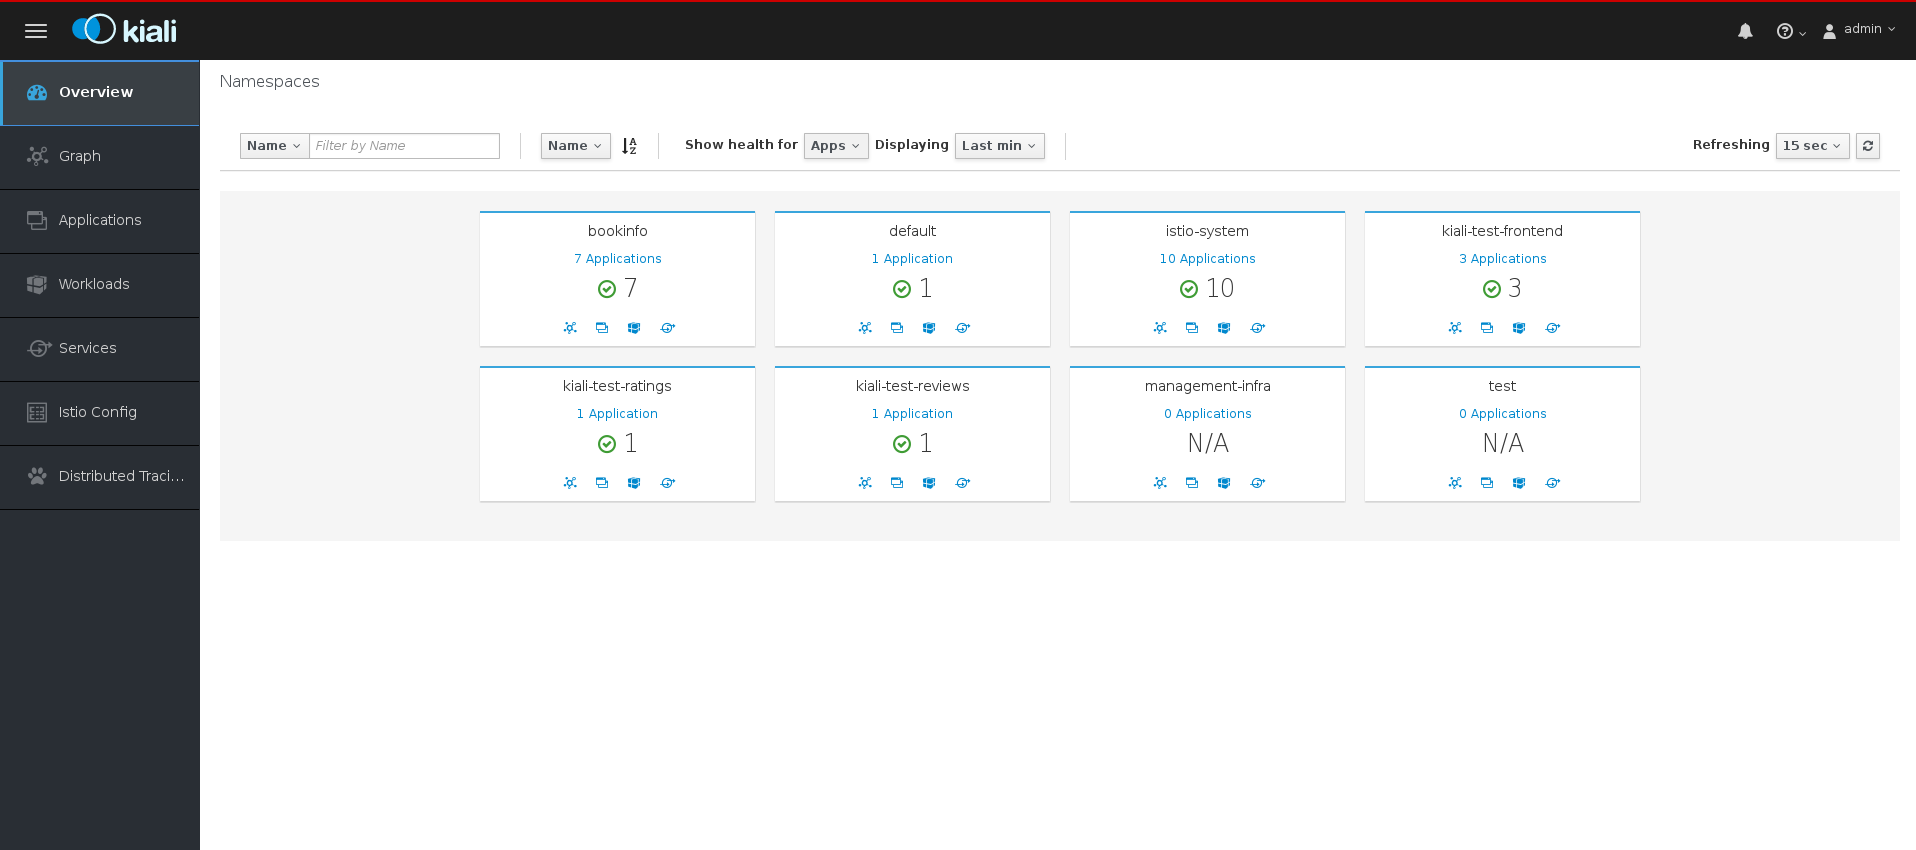 kiali
admin
Overview
Graph
Applications
Workloads
Services
Istio Config
Distributed Traci...
Namespaces
Name Filter by Name Name Show health for Apps Displaying Last min Refreshing 15 sec
bookinfo
7 Applications
7
default
1 Application
1
istio-system
10 Applications
10
kiali-test-frontend
3 Applications
3
kiali-test-ratings
1 Application
1
kiali-test-reviews
1 Application
1
management-infra
0 Applications
N/A
test
0 Applications
N/A